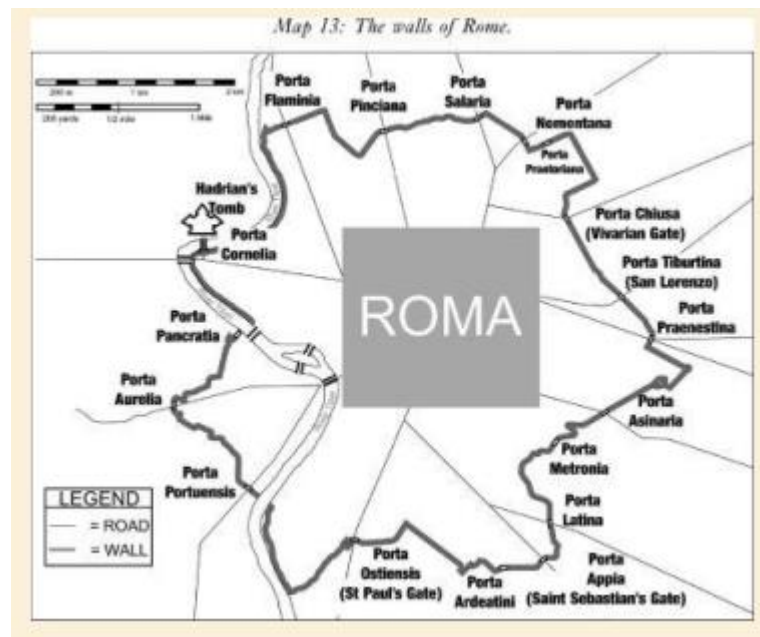 Map 13: The walls of Rome.
Porta
Flaminia
Porta
Pinciana
Porta
Salaria
Porta
Nomentana
Porta
Praetoriana
Hadrian's
Tomb
Porta
Cornelia
Porta Chiusa
(Vivarian Gate)
Porta Tiburtina
(San Lorenzo)
Porta
Pancratia
ROMA
Porta
Praenestina
Porta
Aurelia
Porta
Asinaria
Porta
Metronia
Porta
Portuensis
Porta
Latina
LEGEND
= ROAD
= WALL
Porta
Ostiensis
(St Paul's Gate)
Porta
Ardeatini
Porta
Appia
(Saint Sebastian's Gate)